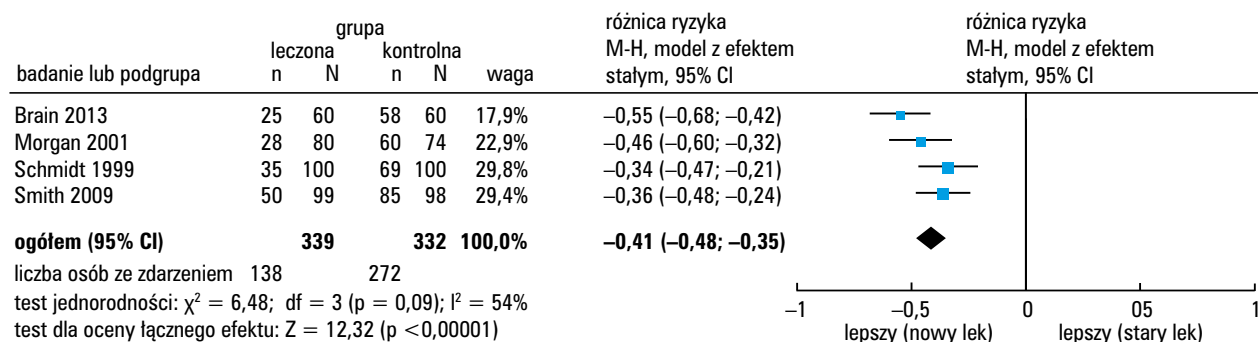 grupa
leczona kontrolna
badanie lub podgrupa n N n N waga
różnica ryzyka
M-H, model z efektem
stałym, 95% CI
różnica ryzyka
M-H, model z efektem
stałym, 95% CI
Brain 2013 25 60 58 60 17,9% −0,55 (−0,68; −0,42)
Morgan 2001 28 80 60 74 22,9% −0,46 (−0,60; −0,32)
Schmidt 1999 35 100 69 100 29,8% −0,34 (−0,47; −0,21)
Smith 2009 50 99 85 98 29,4% −0,36 (−0,48; −0,24)
ogółem (95% CI) 339 332 100,0% −0,41 (−0,48; −0,35)
liczba osób ze zdarzeniem 138 272
test jednorodności: χ² = 6,48; df = 3 (p = 0,09); I² = 54%
test dla oceny łącznego efektu: Z = 12,32 (p <0,00001)
−1 −0,5 0 0,5 1
lepszy (nowy lek) lepszy (stary lek)